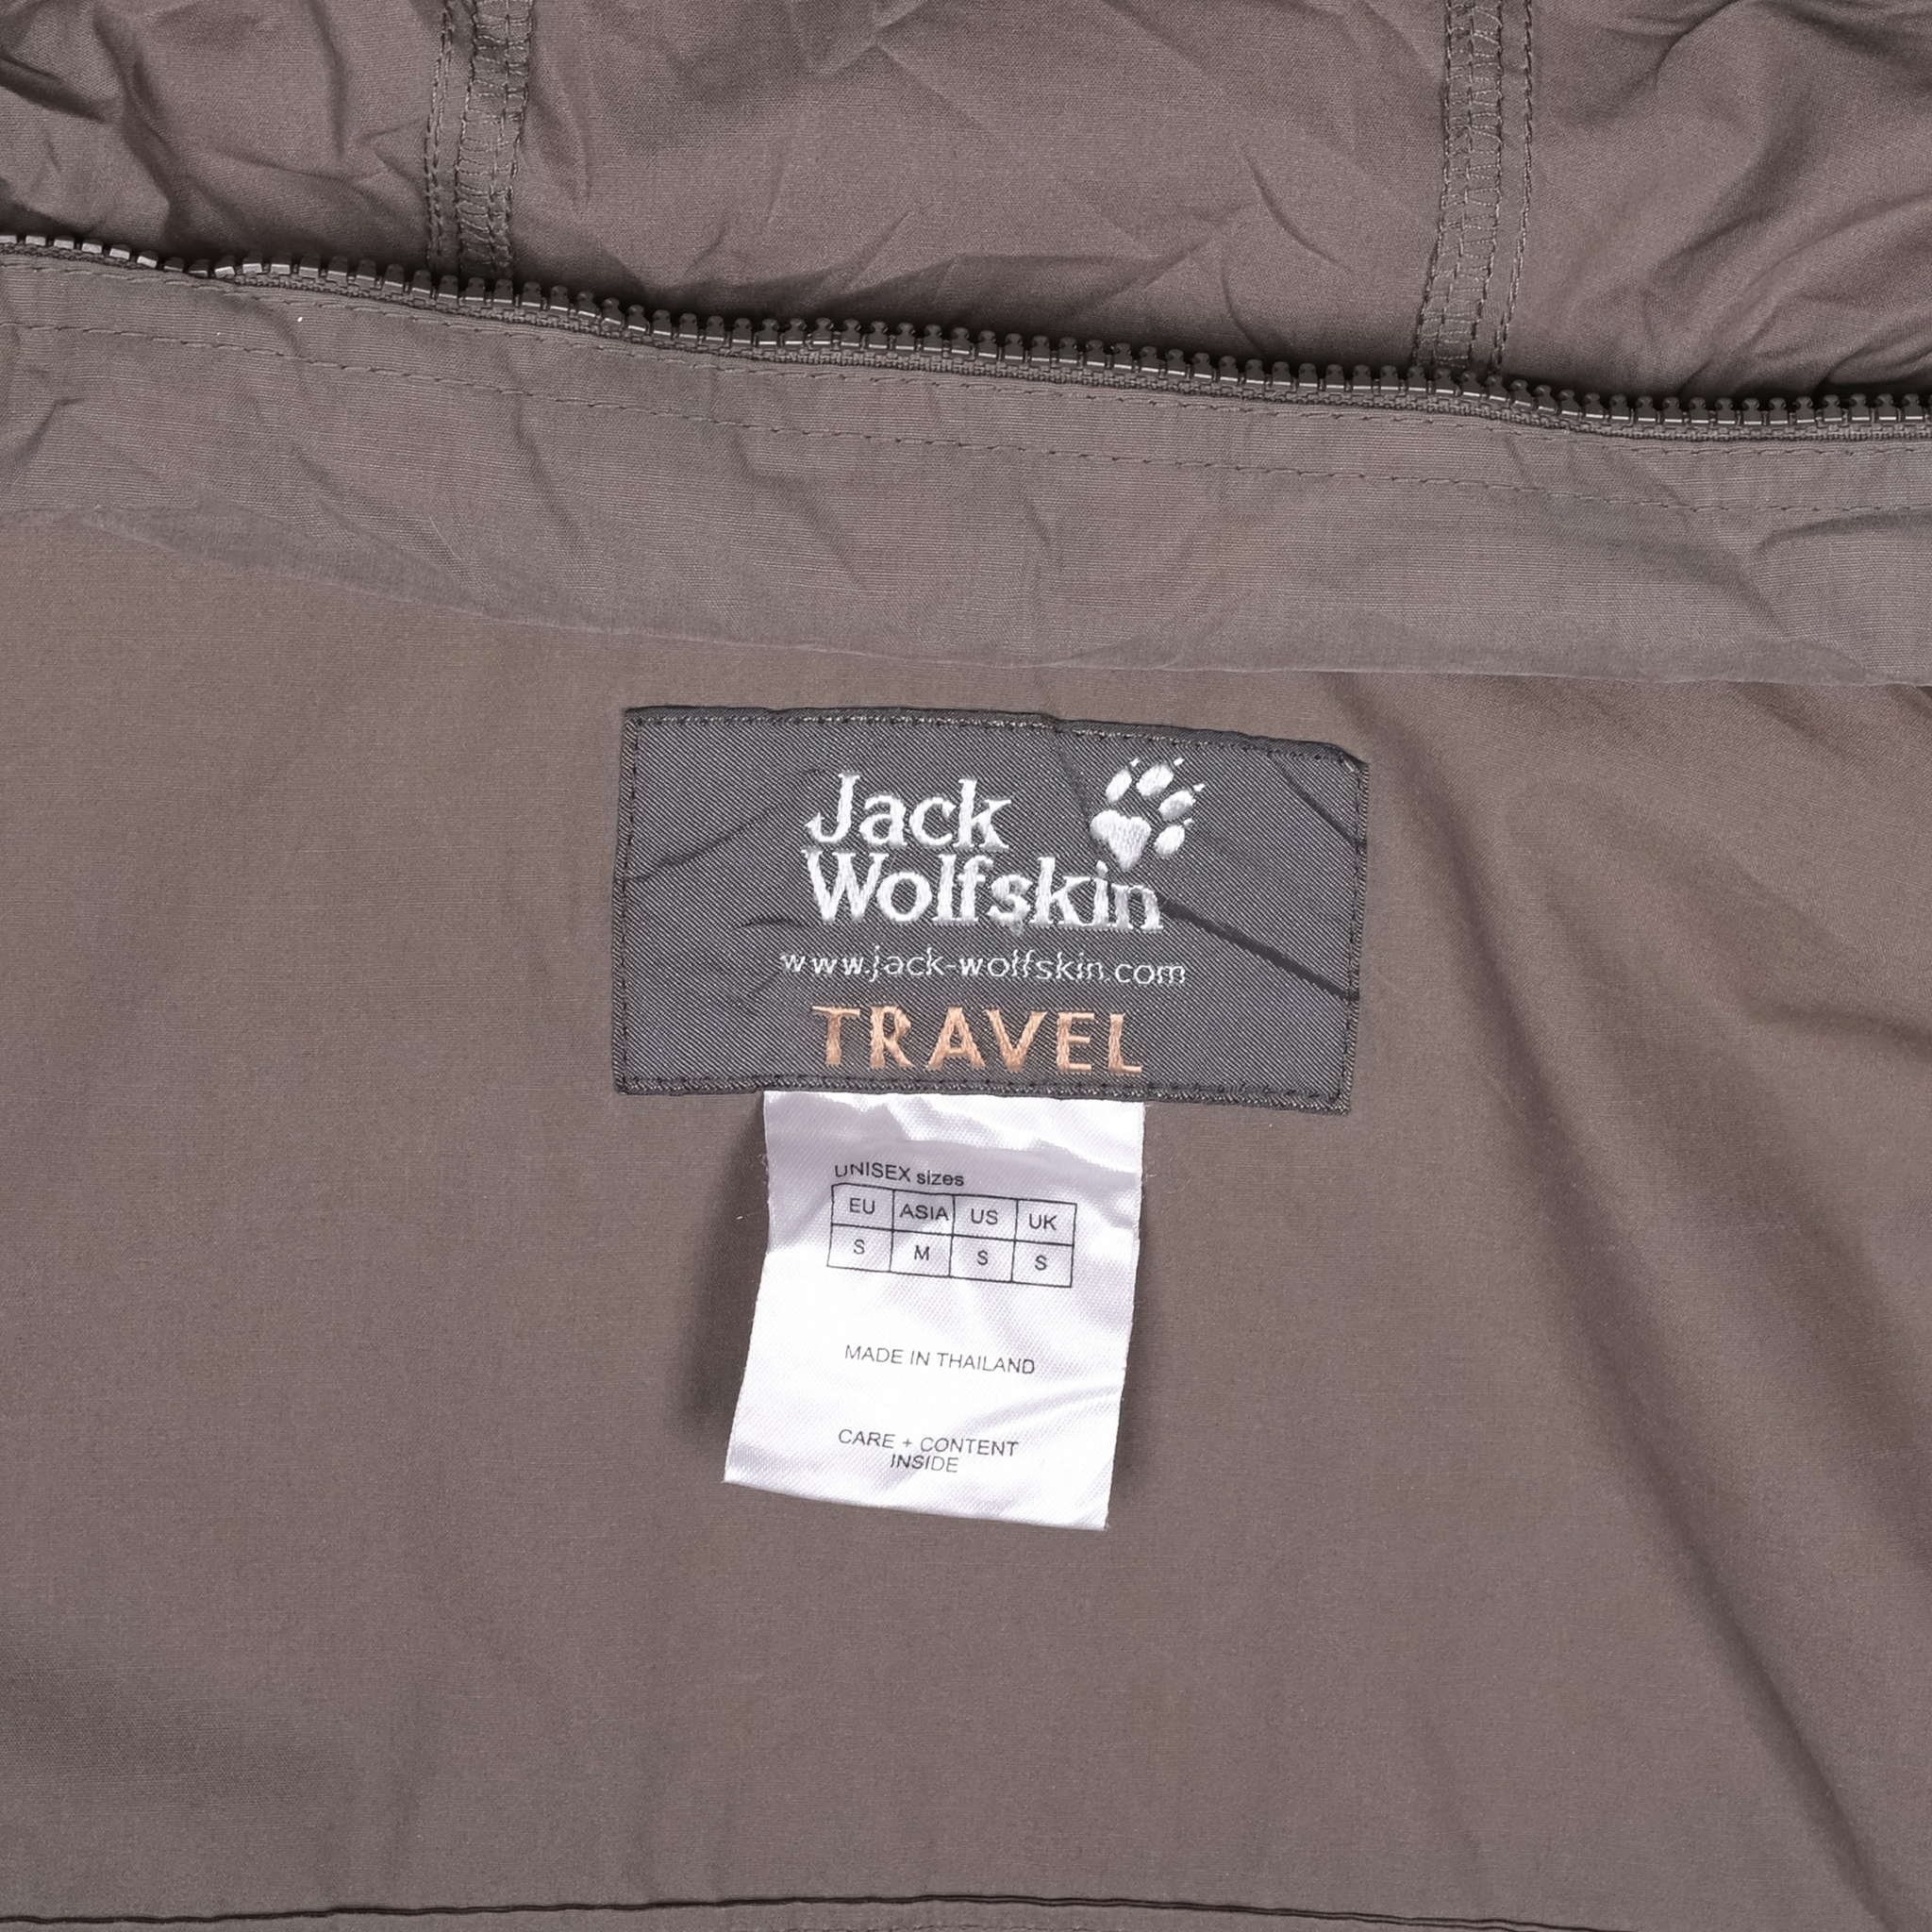 Jack
Wolfskin
www.jack-wolfskin.com
TRAVEL
UNISEX sizes
EU ASIA US UK
S M S S
MADE IN THAILAND
CARE + CONTENT
INSIDE